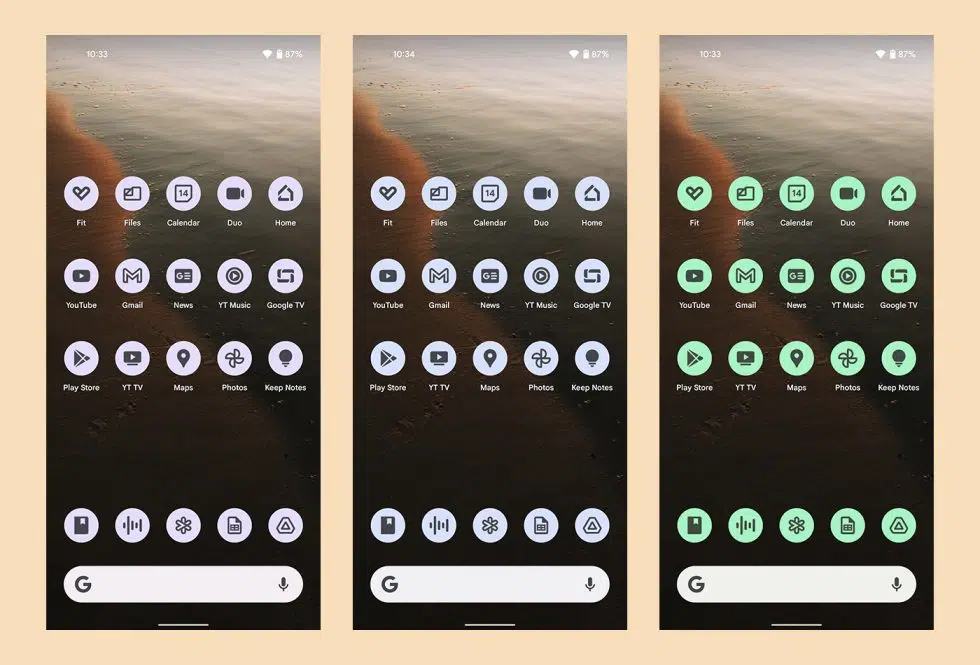 10:33 87%
14
Fit Files Calendar Duo Home
YouTube Gmail News YT Music Google TV
Play Store YT TV Maps Photos Keep Notes
G
10:34 87%
14
Fit Files Calendar Duo Home
YouTube Gmail News YT Music Google TV
Play Store YT TV Maps Photos Keep Notes
G
10:33 87%
14
Fit Files Calendar Duo Home
YouTube Gmail News YT Music Google TV
Play Store YT TV Maps Photos Keep Notes
G